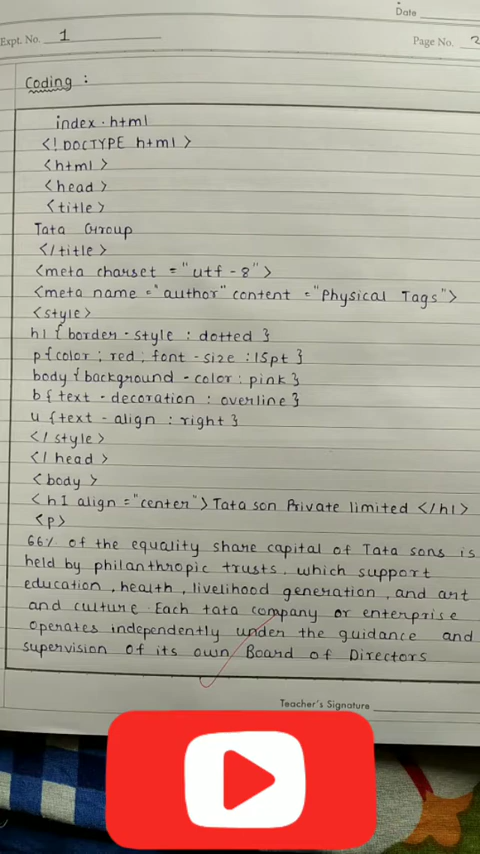 Date
Expt. No. 1
Page No. 2
Coding :
index.html
<! DOCTYPE html>
<html>
<head>
<title>
Tata Group
</title>
<meta charset = "utf-8">
<meta name = "author" content = "Physical Tags">
<style>
h1 { border-style : dotted }
p{color ; red ; font-size : 15pt }
body { background-color : pink }
b{ text-decoration : overline }
u {text-align : right }
</style>
</head>
<body>
<h1 align = "center"> Tata son Private limited </h1>
<p>
66% of the equality share capital of Tata sons is
held by philanthropic trusts. which support
education, health, livelihood generation, and art
and culture. Each tata company or enterprise
operates independently under the guidance and
supervision of its own Board of Directors
Teacher's Signature